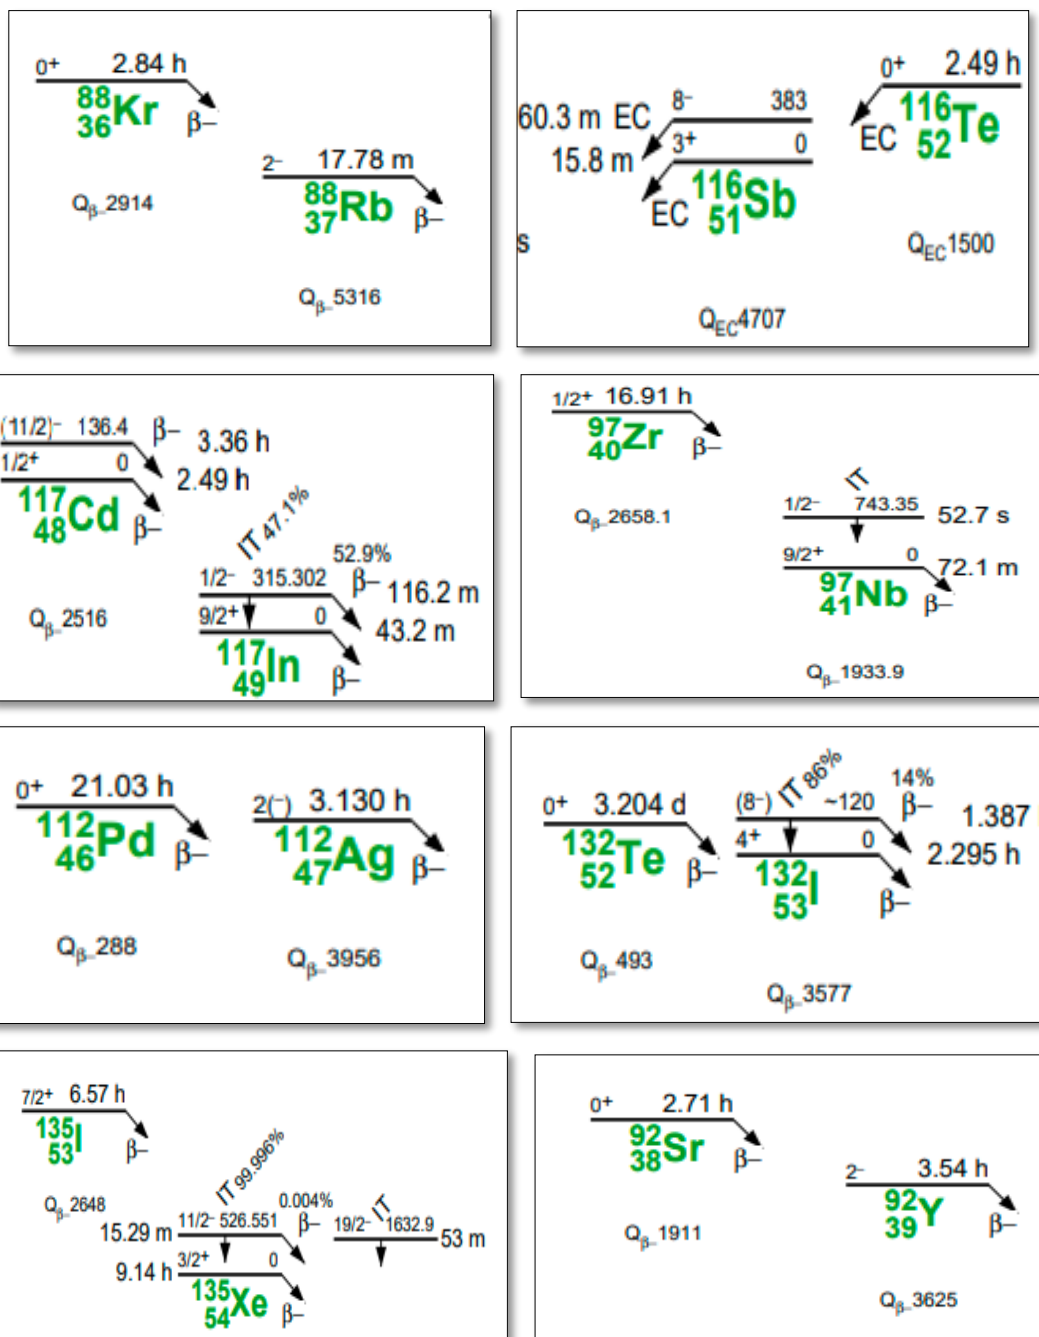 0+ 2.84 h
88
36Kr β−
2- 17.78 m
88
37Rb β−
Qβ−2914
Qβ−5316
0+ 2.49 h
8- 383
60.3 m EC
3+ 0
15.8 m
116
52Te
EC
116
51Sb
EC
s
QEC1500
QEC4707
(11/2)- 136.4 β− 3.36 h
1/2+ 0 2.49 h
117
48Cd β−
IT 47.1%
52.9%
1/2- 315.302 β− 116.2 m
9/2+ 0 43.2 m
Qβ−2516
117
49In β−
1/2+ 16.91 h
97
40Zr β−
IT
1/2- 743.35 52.7 s
Qβ−2658.1
9/2+ 0 72.1 m
97
41Nb β−
Qβ−1933.9
0+ 21.03 h
112
46Pd β−
2(-) 3.130 h
112
47Ag β−
Qβ−288
Qβ−3956
IT 86%
14%
0+ 3.204 d
(8-) ~120 β− 1.387
4+ 0 2.295 h
132
52Te β−
132
53I β−
Qβ−493
Qβ−3577
7/2+ 6.57 h
135
53I β−
Qβ−2648
IT 99.996%
0.004%
IT
15.29 m 11/2- 526.551 β− 19/2- 1632.9 53 m
9.14 h 3/2+ 0
135
54Xe β−
0+ 2.71 h
92
38Sr β−
2- 3.54 h
92
39Y β−
Qβ−1911
Qβ−3625